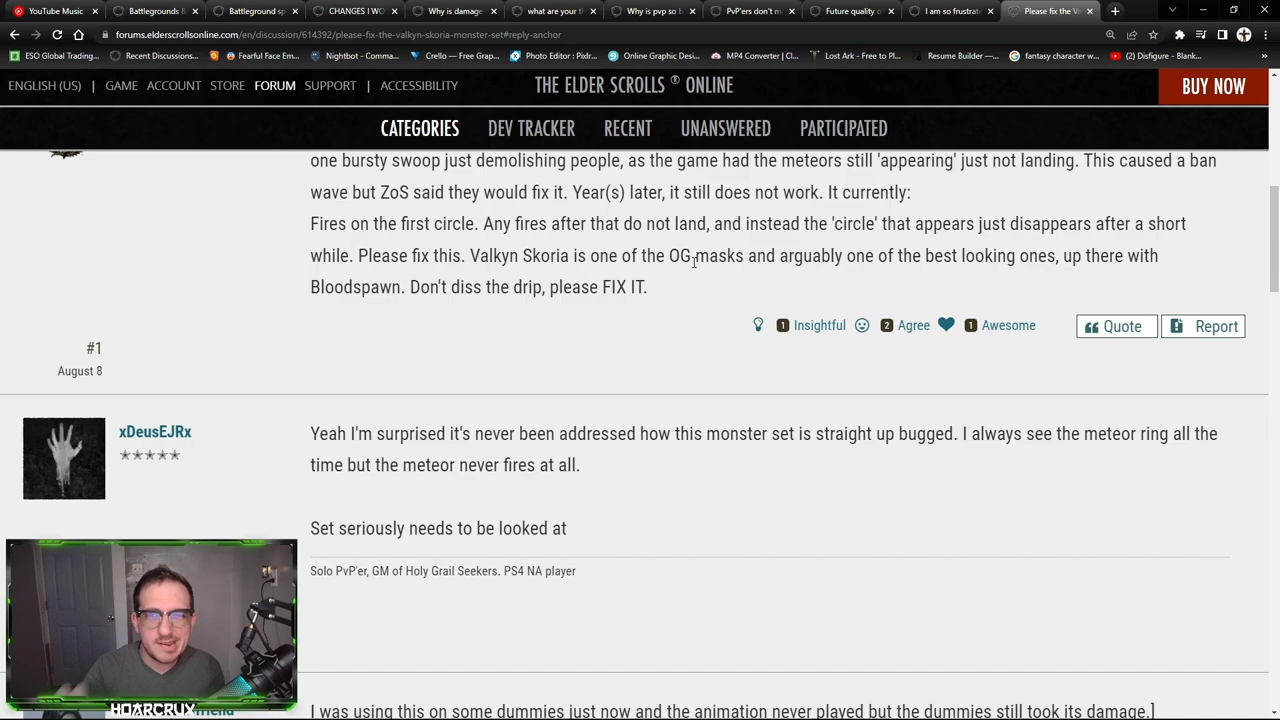 YouTube Music
Battlegrounds 8
Battleground sp
CHANGES I WO
Why is damage
what are your th
Why is pvp so b
PvP'ers don't m
Future quality o
I am so frustrate
Please fix the Va
forums.elderscrollsonline.com/en/discussion/614392/please-fix-the-valkyn-skoria-monster-set#reply-anchor
ESO Global Trading
Recent Discussions...
Fearful Face Em...
Nightbot - Comma...
Crello — Free Grap...
Photo Editor : Pixlr...
Online Graphic Desi...
MP4 Converter | Cl...
Lost Ark - Free to Pl...
Resume Builder —...
fantasy character w...
(2) Disfigure - Blank...
ENGLISH (US)
GAME
ACCOUNT
STORE
FORUM
SUPPORT
ACCESSIBILITY
THE ELDER SCROLLS ® ONLINE
BUY NOW
CATEGORIES
DEV TRACKER
RECENT
UNANSWERED
PARTICIPATED
one bursty swoop just demolishing people, as the game had the meteors still 'appearing' just not landing. This caused a ban
wave but ZoS said they would fix it. Year(s) later, it still does not work. It currently:
Fires on the first circle. Any fires after that do not land, and instead the 'circle' that appears just disappears after a short
while. Please fix this. Valkyn Skoria is one of the OG masks and arguably one of the best looking ones, up there with
Bloodspawn. Don't diss the drip, please FIX IT.
1 Insightful
2 Agree
1 Awesome
Quote
Report
#1
August 8
xDeusEJRx
Yeah I'm surprised it's never been addressed how this monster set is straight up bugged. I always see the meteor ring all the
time but the meteor never fires at all.
Set seriously needs to be looked at
Solo PvP'er, GM of Holy Grail Seekers. PS4 NA player
HOARCRUX
I was using this on some dummies just now and the animation never played but the dummies still took its damage.]